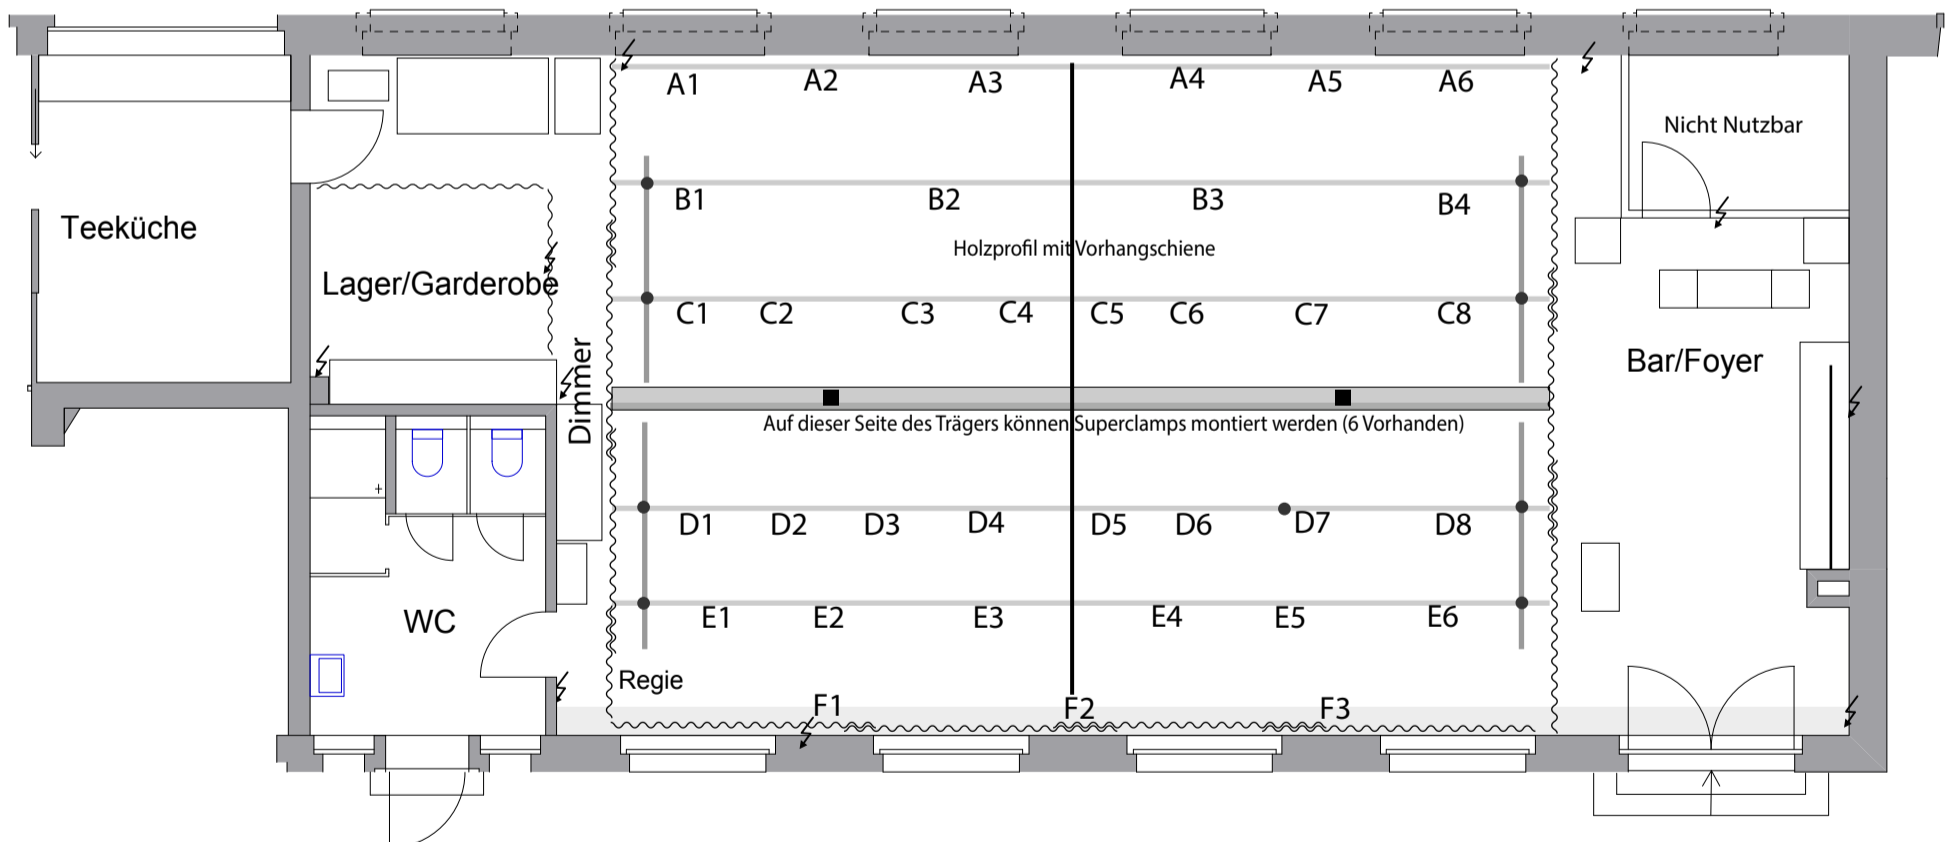 A1 A2 A3 A4 A5 A6
Nicht Nutzbar
B1 B2 B3 B4
Teeküche
Holzprofil mit Vorhangschiene
Lager/Garderobe
C1 C2 C3 C4 C5 C6 C7 C8
Bar/Foyer
Dimmer
Auf dieser Seite des Trägers können Superclamps montiert werden (6 Vorhanden)
D1 D2 D3 D4 D5 D6 D7 D8
WC
E1 E2 E3 E4 E5 E6
Regie
F1 F2 F3